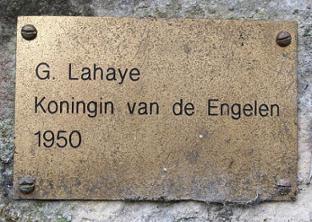 G. Lahaye
Koningin van de Engelen
1950